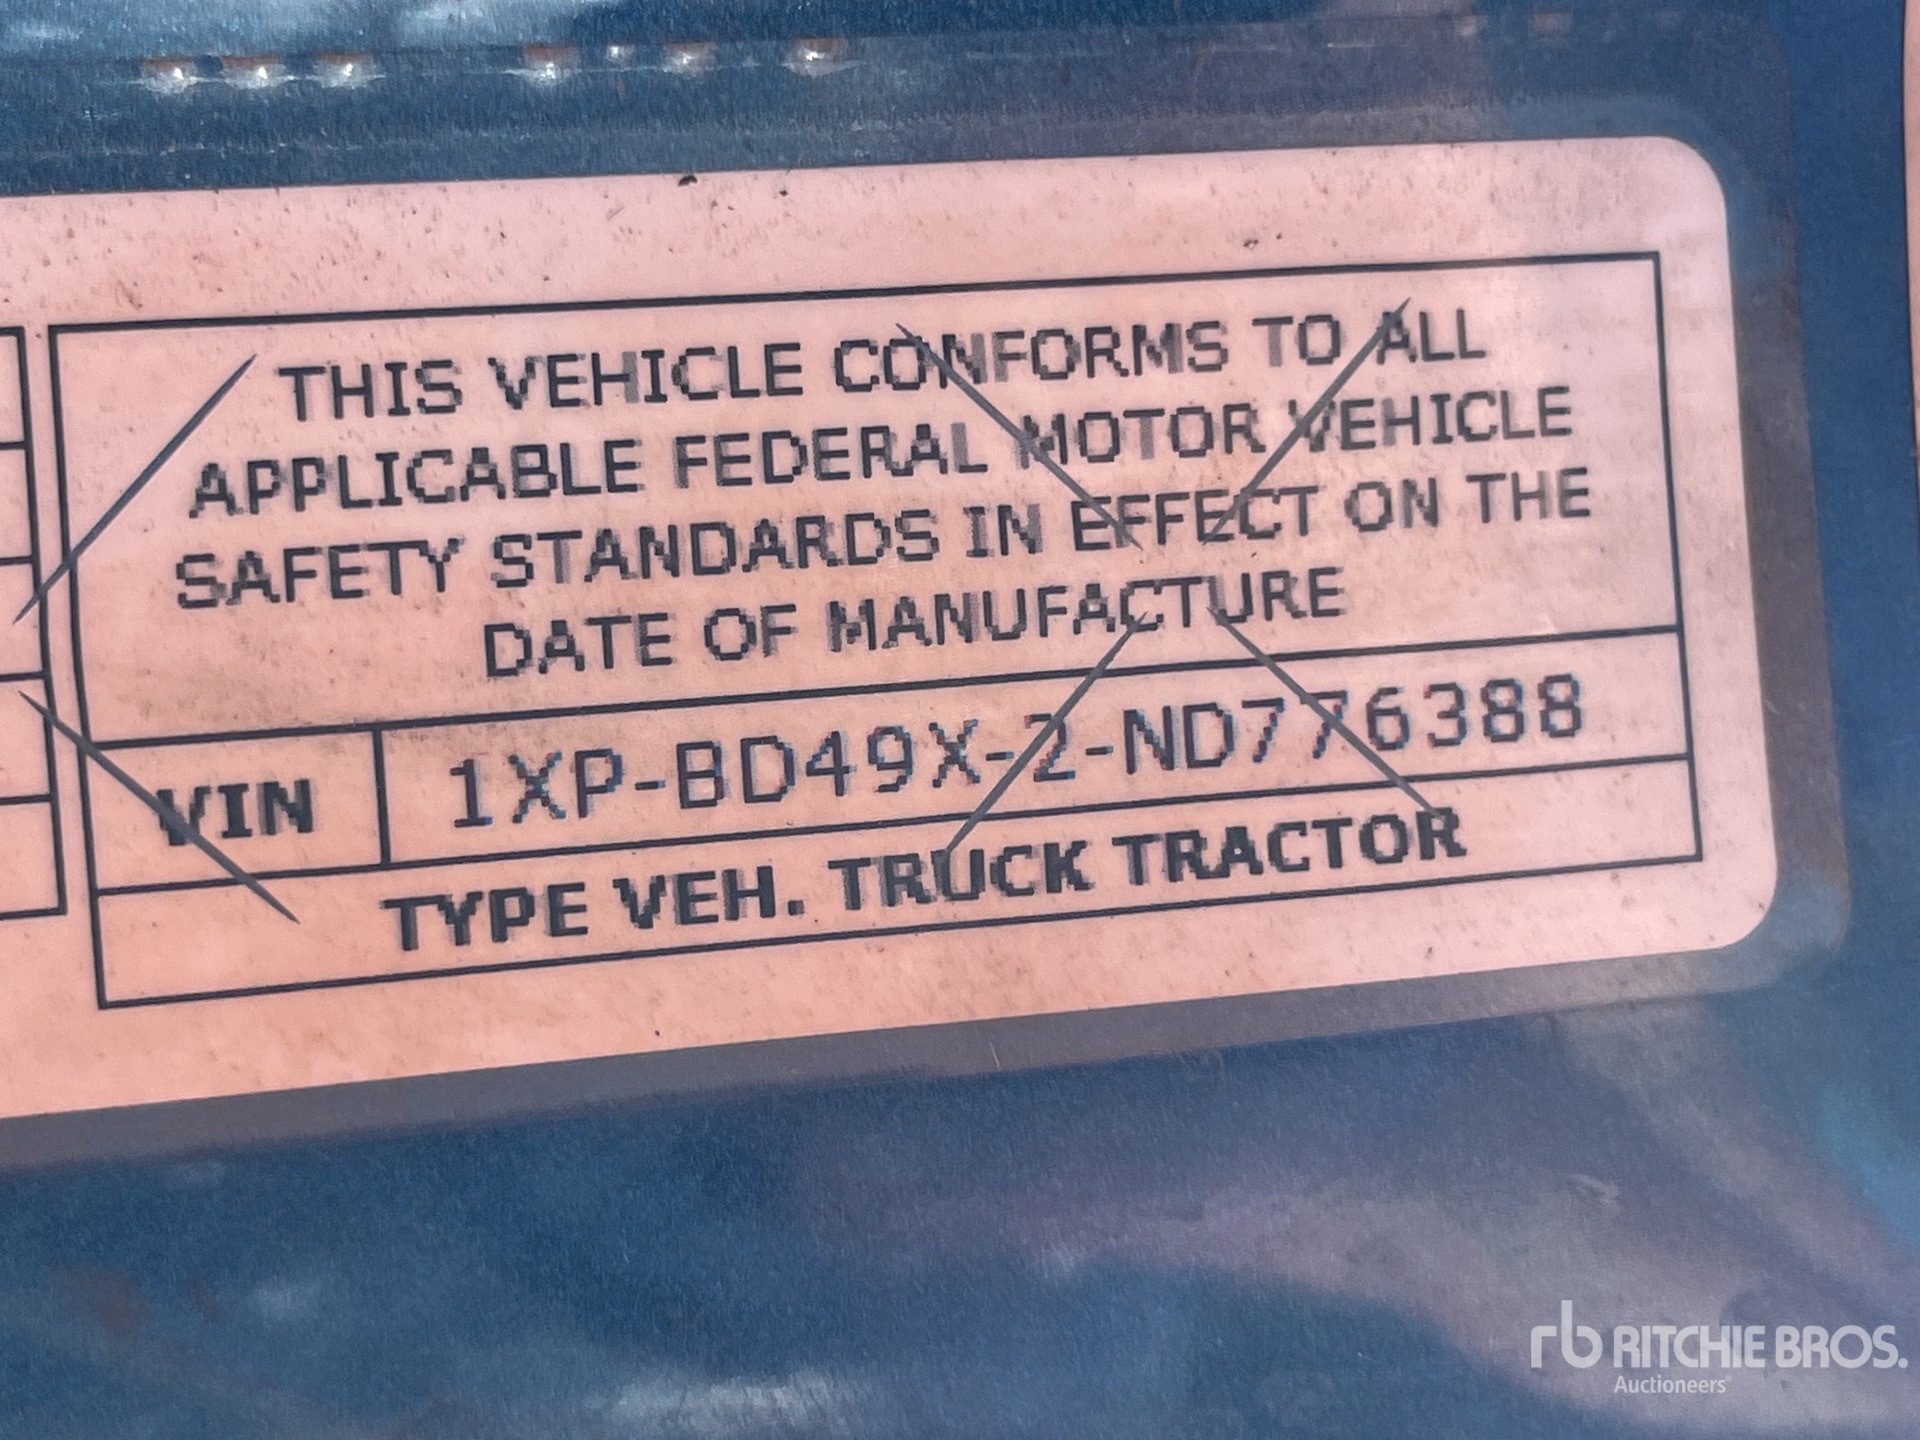 THIS VEHICLE CONFORMS TO ALL
APPLICABLE FEDERAL MOTOR VEHICLE
SAFETY STANDARDS IN EFFECT ON THE
DATE OF MANUFACTURE
VIN 1XP-BD49X-2-ND776388
TYPE VEH. TRUCK TRACTOR
rb RITCHIE BROS.
Auctioneers